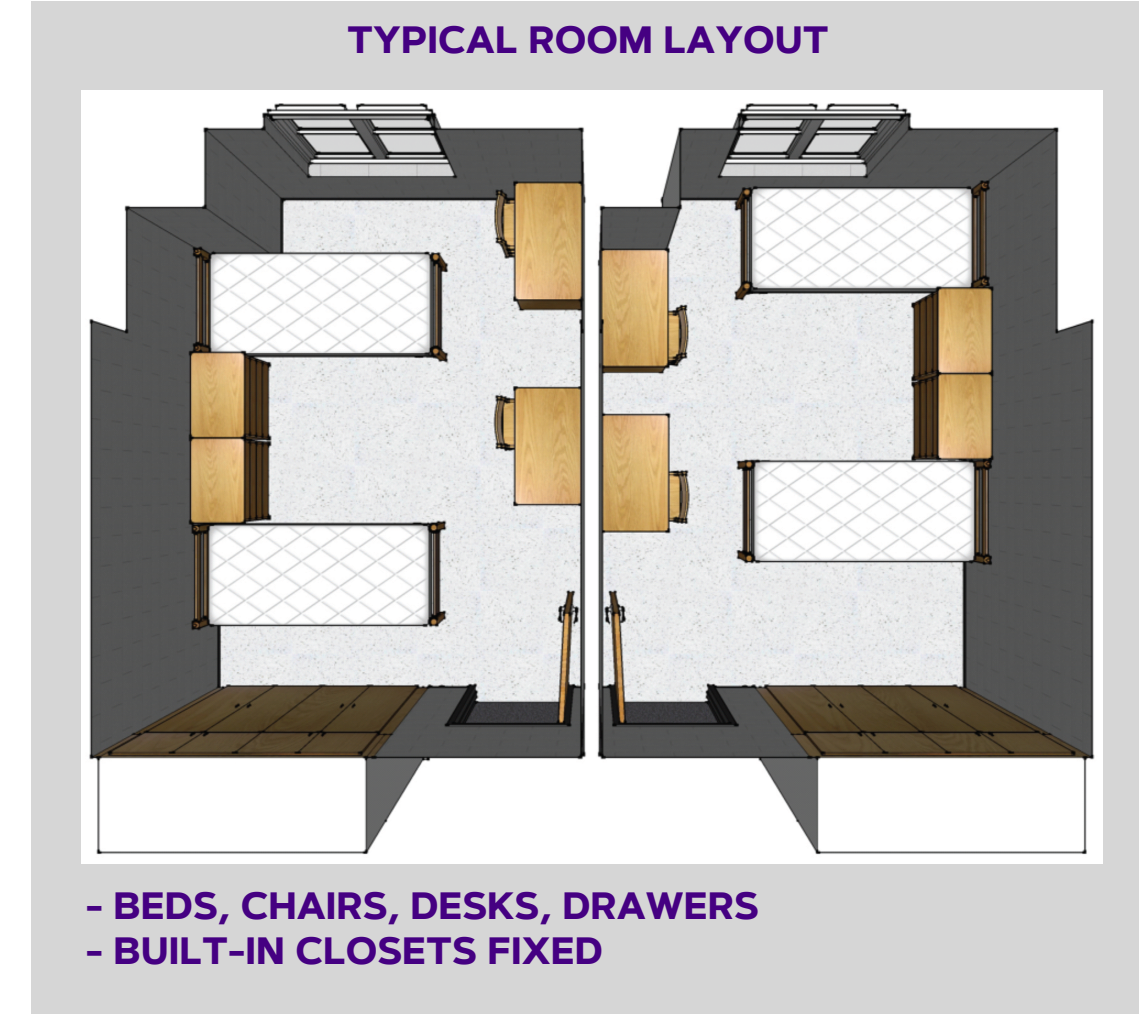 TYPICAL ROOM LAYOUT
- BEDS, CHAIRS, DESKS, DRAWERS
- BUILT-IN CLOSETS FIXED